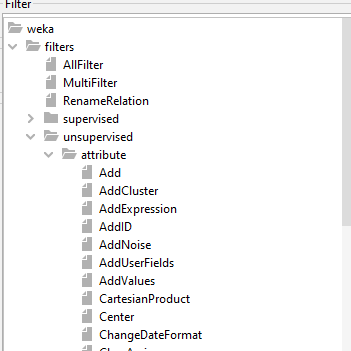 Filter
weka
filters
AllFilter
MultiFilter
RenameRelation
supervised
unsupervised
attribute
Add
AddCluster
AddExpression
AddID
AddNoise
AddUserFields
AddValues
CartesianProduct
Center
ChangeDateFormat